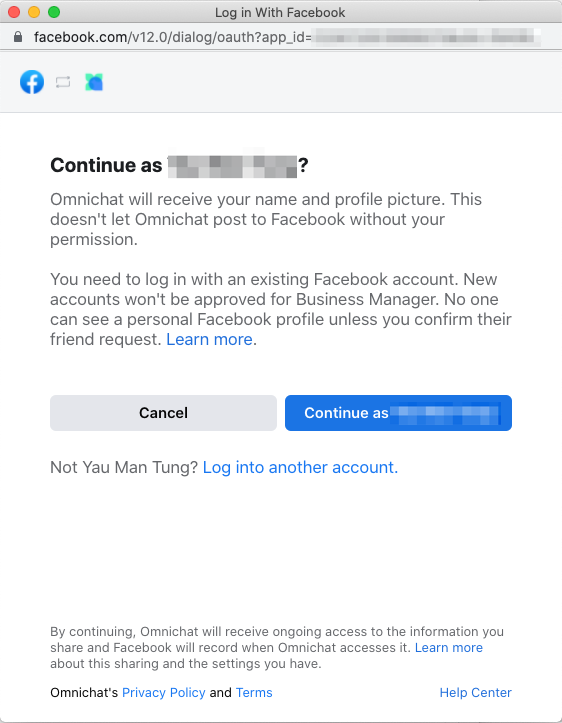 Log in With Facebook
facebook.com/v12.0/dialog/oauth?app_id=
Continue as ?
Omnichat will receive your name and profile picture. This
doesn't let Omnichat post to Facebook without your
permission.
You need to log in with an existing Facebook account. New
accounts won't be approved for Business Manager. No one
can see a personal Facebook profile unless you confirm their
friend request. Learn more.
Cancel
Continue as
Not Yau Man Tung? Log into another account.
By continuing, Omnichat will receive ongoing access to the information you
share and Facebook will record when Omnichat accesses it. Learn more
about this sharing and the settings you have.
Omnichat's Privacy Policy and Terms
Help Center